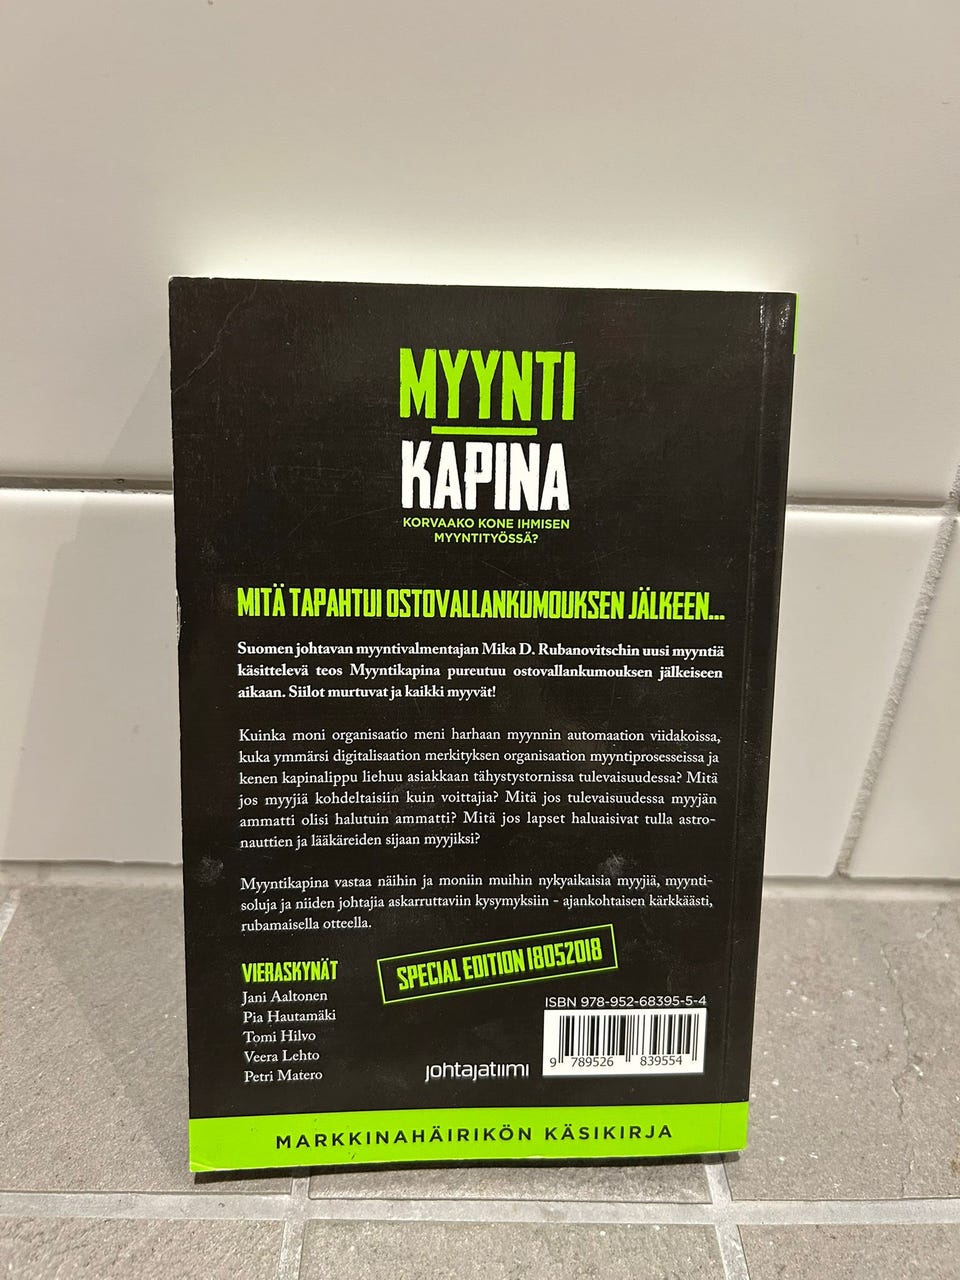 MYYNTI
KAPINA
KORVAAKO KONE IHMISEN
MYYNTITYÖSSÄ?
MITÄ TAPAHTUI OSTOVALLANKUMOUKSEN JÄLKEEN...
Suomen johtavan myyntivalmentajan Mika D. Rubanovitschin uusi myyntiä
käsittelevä teos Myyntikapina pureutuu ostovallankumouksen jälkeiseen
aikaan. Siilot murtuvat ja kaikki myyvät!
Kuinka moni organisaatio meni harhaan myynnin automaation viidakoissa,
kuka ymmärsi digitalisaation merkityksen organisaation myyntiprosesseissa ja
kenen kapinalippu liehuu asiakkaan tähystystornissa tulevaisuudessa? Mitä
jos myyjiä kohdeltaisiin kuin voittajia? Mitä jos tulevaisuudessa myyjän
ammatti olisi halutuin ammatti? Mitä jos lapset haluaisivat tulla astro-
nauttien ja lääkäreiden sijaan myyjiksi?
Myyntikapina vastaa näihin ja moniin muihin nykyaikaisia myyjiä, myynti-
soluja ja niiden johtajia askarruttaviin kysymyksiin - ajankohtaisen kärkkäästi,
rubamaisella otteella.
VIERASKYNÄT
Jani Aaltonen
Pia Hautamäki
Tomi Hilvo
Veera Lehto
Petri Matero
SPECIAL EDITION 18052018
johtajatiimi
ISBN 978-952-68395-5-4
9 789526 839554
MARKKINAHÄIRIKÖN KÄSIKIRJA